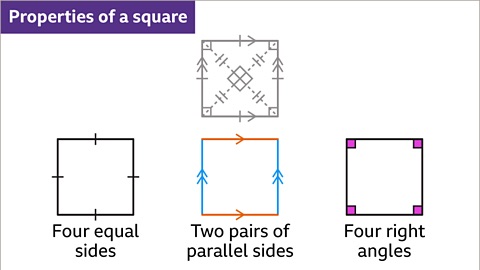 Properties of a square
Four equal
sides
Two pairs of
parallel sides
Four right
angles